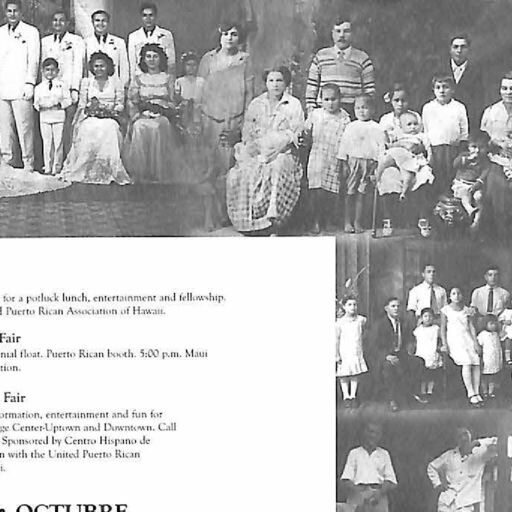 for a potluck lunch, entertainment and fellowship.
Puerto Rican Association of Hawaii.
Fair
nial float. Puerto Rican booth. 5:00 p.m. Maui
tion.
Fair
ormation, entertainment and fun for
ge Center-Uptown and Downtown. Call
Sponsored by Centro Hispano de
n with the United Puerto Rican
i.
OCTUBRE